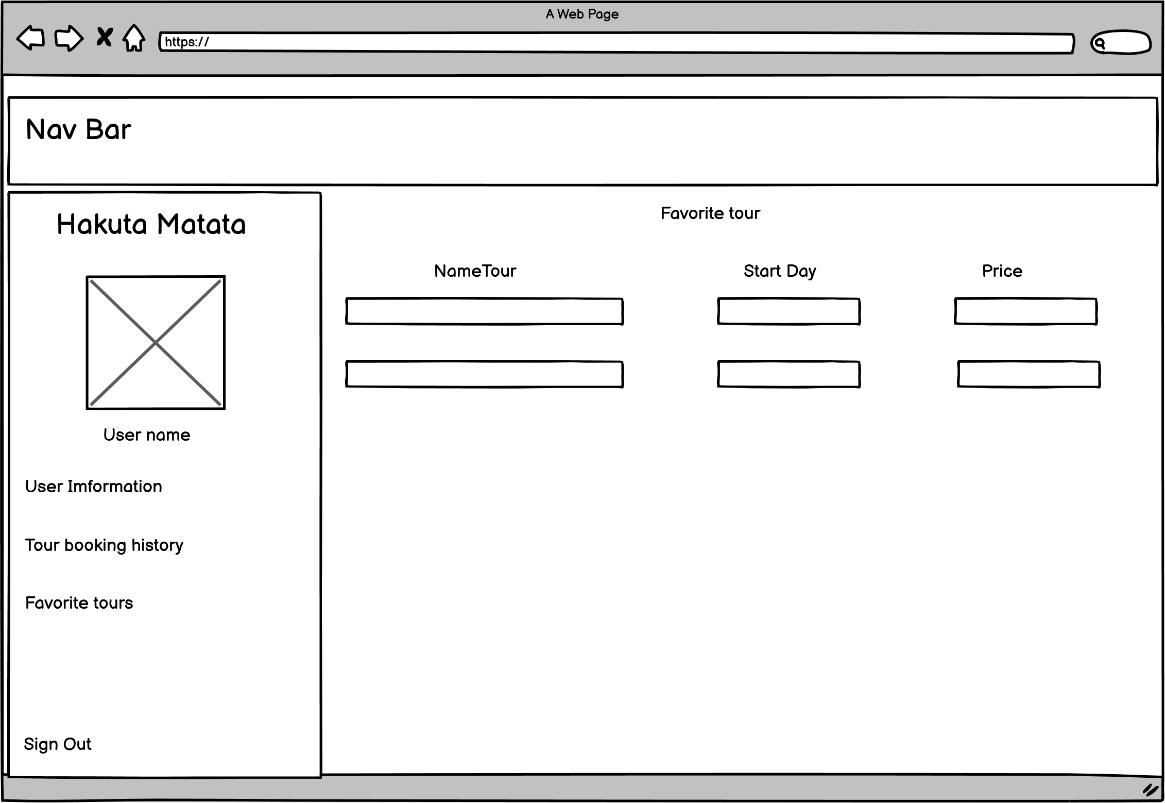 A Web Page
https://
Nav Bar
Hakuta Matata
User name
User Imformation
Tour booking history
Favorite tours
Sign Out
Favorite tour
NameTour Start Day Price